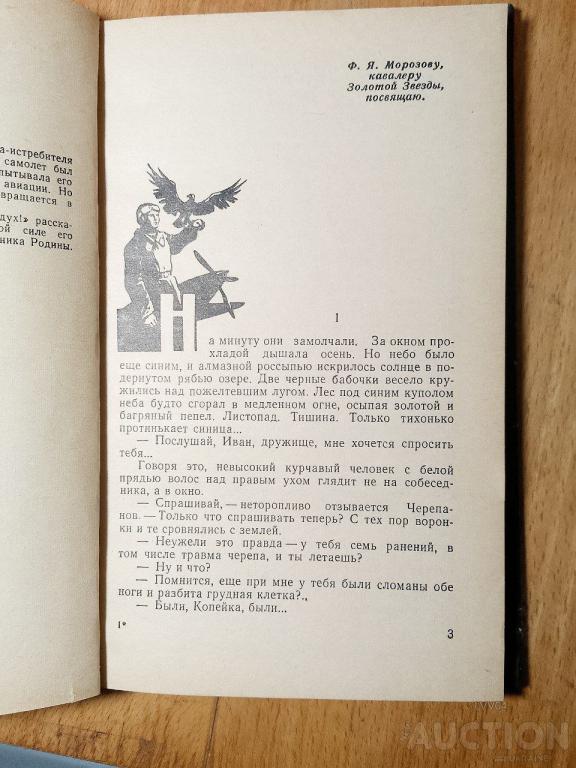 а-истребителя
самолет был
пытывала его
авиации. Но
вращается в
дух!» расска-
ой силе его
ника Родины.
Ф. Я. Морозову,
кавалеру
Золотой Звезды,
посвящаю.
1
На минуту они замолчали. За окном про-
хладой дышала осень. Но небо было
еще синим, и алмазной россыпью искрилось солнце в по-
дернутом рябью озере. Две черные бабочки весело кру-
жились над пожелтевшим лугом. Лес под синим куполом
неба будто сгорал в медленном огне, осыпая золотой и
багряный пепел. Листопад. Тишина. Только тихонько
протинькает синица...
— Послушай, Иван, дружище, мне хочется спросить
тебя...
Говоря это, невысокий курчавый человек с белой
прядью волос над правым ухом глядит не на собесед-
ника, а в окно.
— Спрашивай, — неторопливо отзывается Черепа-
нов. — Только что спрашивать теперь? С тех пор ворон-
ки и те сровнялись с землей.
— Неужели это правда — у тебя семь ранений, в
том числе травма черепа, и ты летаешь?
— Ну и что?
— Помнится, еще при мне у тебя были сломаны обе
ноги и разбита грудная клетка?..
— Были, Копейка, были...
1*
3
AUCTION